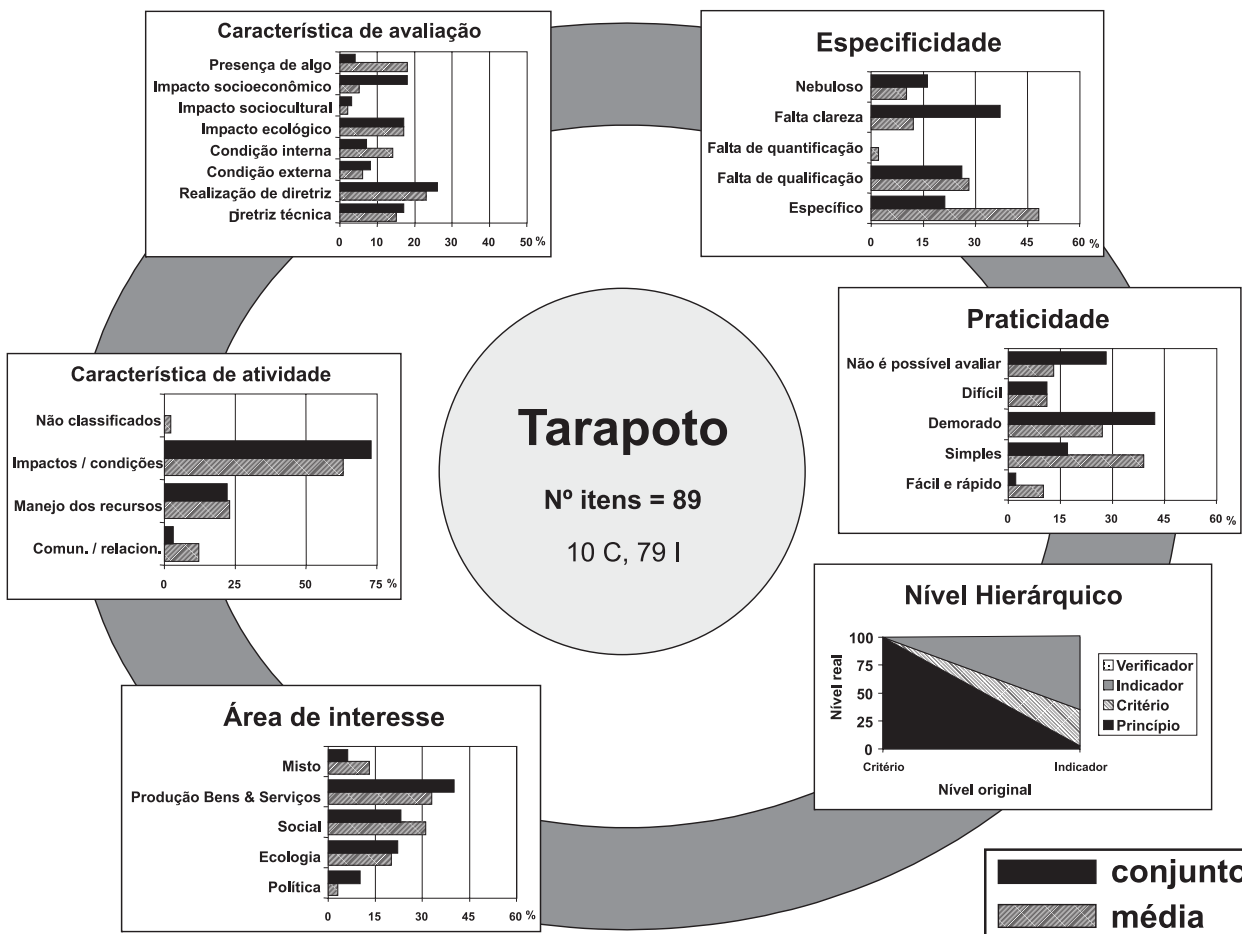 Característica de avaliação
Presença de algo
Impacto socioeconômico
Impacto sociocultural
Impacto ecológico
Condição interna
Condição externa
Realização de diretriz
Diretriz técnica
0 10 20 30 40 50 %
Especificidade
Nebuloso
Falta clareza
Falta de quantificação
Falta de qualificação
Específico
0 15 30 45 60 %
Praticidade
Não é possível avaliar
Difícil
Demorado
Simples
Fácil e rápido
0 15 30 45 60 %
Característica de atividade
Não classificados
Impactos / condições
Manejo dos recursos
Comun. / relacion.
0 25 50 75 %
Tarapoto
Nº itens = 89
10 C, 79 I
Nível Hierárquico
100
75
50
25
0
Nível real
Critério Indicador
Nível original
Verificador
Indicador
Critério
Princípio
Área de interesse
Misto
Produção Bens & Serviços
Social
Ecologia
Política
0 15 30 45 60 %
conjunto
média